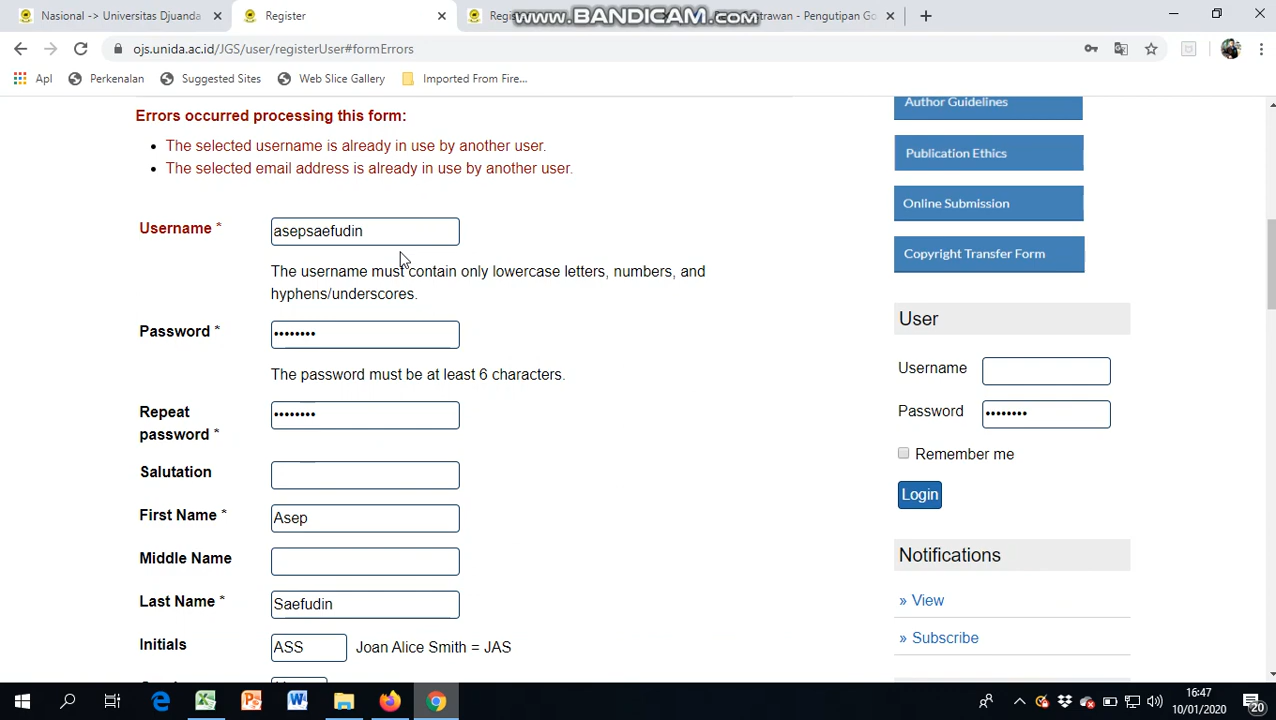 Nasional -> Universitas Djuanda
Register
Regi
www.BANDICAM.com
trawan - Pengutipan Go
ojs.unida.ac.id/JGS/user/registerUser#formErrors
Apl
Perkenalan
Suggested Sites
Web Slice Gallery
Imported From Fire...
Errors occurred processing this form:
The selected username is already in use by another user.
The selected email address is already in use by another user.
Username *
asepsaefudin
The username must contain only lowercase letters, numbers, and
hyphens/underscores.
Password *
••••••••
The password must be at least 6 characters.
Repeat
password *
••••••••
Salutation
First Name *
Asep
Middle Name
Last Name *
Saefudin
Initials
ASS
Joan Alice Smith = JAS
Author Guidelines
Publication Ethics
Online Submission
Copyright Transfer Form
User
Username
Password
••••••••
Remember me
Login
Notifications
» View
» Subscribe
16:47
10/01/2020
20